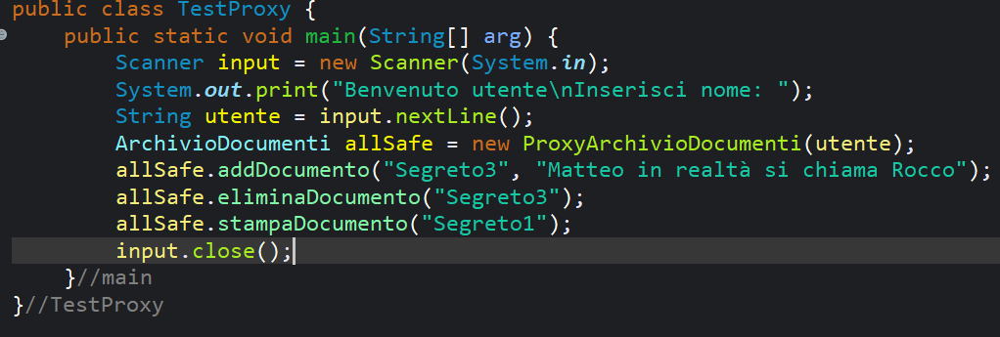 public class TestProxy {
public static void main(String[] arg) {
Scanner input = new Scanner(System.in);
System.out.print("Benvenuto utente\nInserisci nome: ");
String utente = input.nextLine();
ArchivioDocumenti allSafe = new ProxyArchivioDocumenti(utente);
allSafe.addDocumento("Segreto3", "Matteo in realtà si chiama Rocco");
allSafe.eliminaDocumento("Segreto3");
allSafe.stampaDocumento("Segreto1");
input.close();
}//main
}//TestProxy